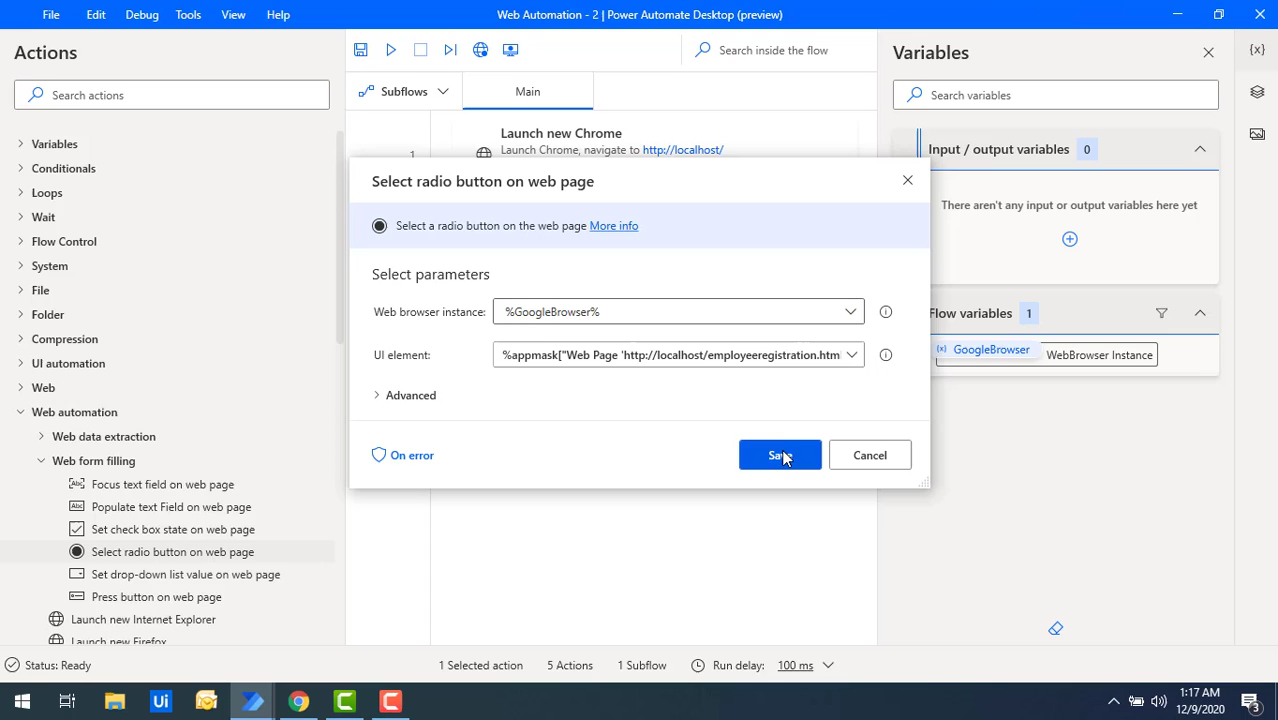 File Edit Debug Tools View Help Web Automation - 2 | Power Automate Desktop (preview)
Actions
Search actions
Variables
Conditionals
Loops
Wait
Flow Control
System
File
Folder
Compression
UI automation
Web
Web automation
Web data extraction
Web form filling
Focus text field on web page
Populate text Field on web page
Set check box state on web page
Select radio button on web page
Set drop-down list value on web page
Press button on web page
Launch new Internet Explorer
Launch new Firefox
Search inside the flow
Subflows Main
1
Launch new Chrome
Launch Chrome, navigate to http://localhost/
Select radio button on web page
Select a radio button on the web page More info
Select parameters
Web browser instance: %GoogleBrowser%
UI element: %appmask["Web Page 'http://localhost/employeeregistration.htm
Advanced
On error
Save Cancel
Variables
{x}
Search variables
Input / output variables 0
There aren't any input or output variables here yet
Flow variables 1
(x) GoogleBrowser WebBrowser Instance
Status: Ready 1 Selected action 5 Actions 1 Subflow Run delay: 100 ms
Ui
C
C
1:17 AM
12/9/2020
3